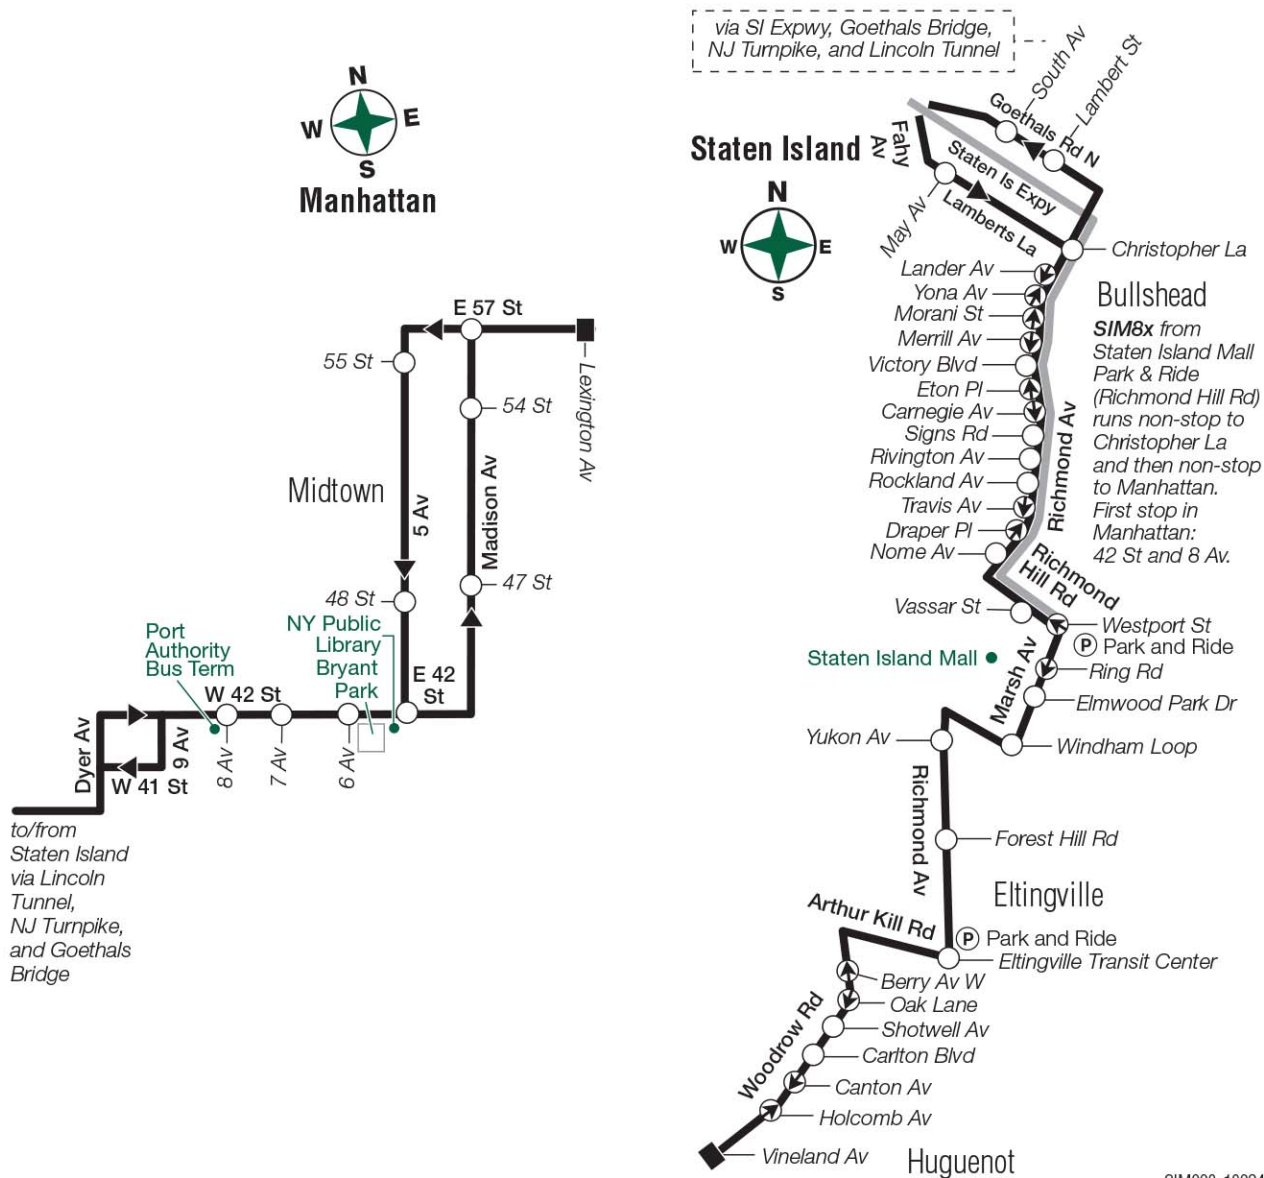 N
W
E
S
Manhattan
E 57 St
55 St
54 St
Lexington Av
Midtown
5 Av
Madison Av
47 St
48 St
NY Public
Library
Bryant
Park
Port
Authority
Bus Term
W 42 St
E 42
St
Dyer Av
9 Av
W 41 St
8 Av
7 Av
6 Av
to/from
Staten Island
via Lincoln
Tunnel,
NJ Turnpike,
and Goethals
Bridge
via SI Expwy, Goethals Bridge,
NJ Turnpike, and Lincoln Tunnel
South Av
Lambert St
Goethals Rd N
Staten Island
Fahy
Av
Staten Is Expy
May Av
Lamberts La
N
W
E
S
Christopher La
Lander Av
Yona Av
Morani St
Merrill Av
Victory Blvd
Eton Pl
Carnegie Av
Signs Rd
Rivington Av
Rockland Av
Travis Av
Draper Pl
Nome Av
Richmond Av
Bullshead
SIM8x from
Staten Island Mall
Park & Ride
(Richmond Hill Rd)
runs non-stop to
Christopher La
and then non-stop
to Manhattan.
First stop in
Manhattan:
42 St and 8 Av.
Richmond
Hill Rd
Vassar St
Westport St
P Park and Ride
Staten Island Mall
Marsh Av
Ring Rd
Elmwood Park Dr
Windham Loop
Yukon Av
Richmond Av
Forest Hill Rd
Eltingville
Arthur Kill Rd
P Park and Ride
Eltingville Transit Center
Berry Av W
Oak Lane
Shotwell Av
Carlton Blvd
Canton Av
Holcomb Av
Woodrow Rd
Vineland Av
Huguenot